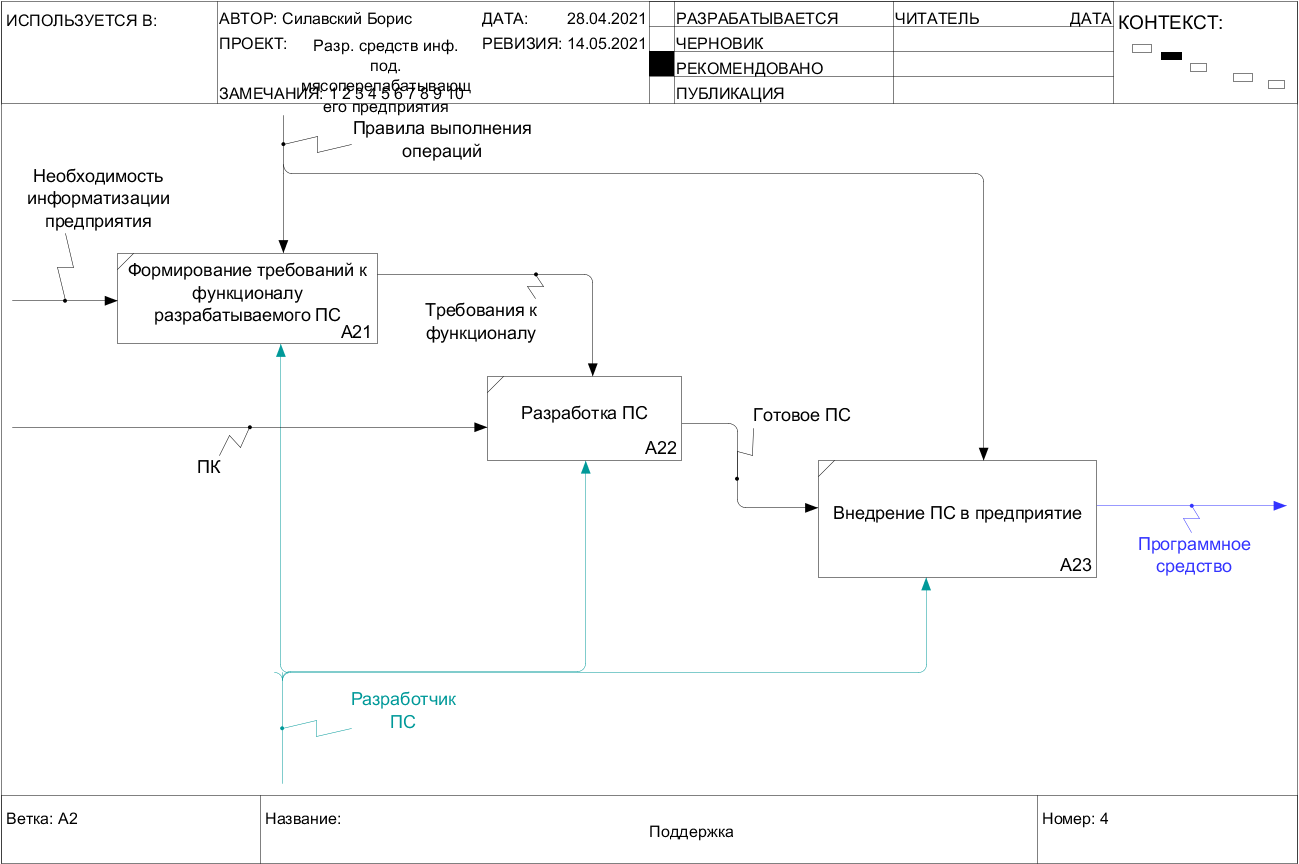 ИСПОЛЬЗУЕТСЯ В:
АВТОР: Силавский Борис
ДАТА: 28.04.2021
ПРОЕКТ: Разр. средств инф.
под.
мясоперелабатывающ
его предприятия
РЕВИЗИЯ: 14.05.2021
ЗАМЕЧАНИЯ: 1 2 3 4 5 6 7 8 9 10
РАЗРАБАТЫВАЕТСЯ
ЧЕРНОВИК
РЕКОМЕНДОВАНО
ПУБЛИКАЦИЯ
ЧИТАТЕЛЬ ДАТА
КОНТЕКСТ:
Правила выполнения
операций
Необходимость
информатизации
предприятия
Формирование требований к
функционалу
разрабатываемого ПС
A21
Требования к
функционалу
Разработка ПС
A22
Готовое ПС
ПК
Внедрение ПС в предприятие
A23
Программное
средство
Разработчик
ПС
Ветка: A2
Название:
Поддержка
Номер: 4